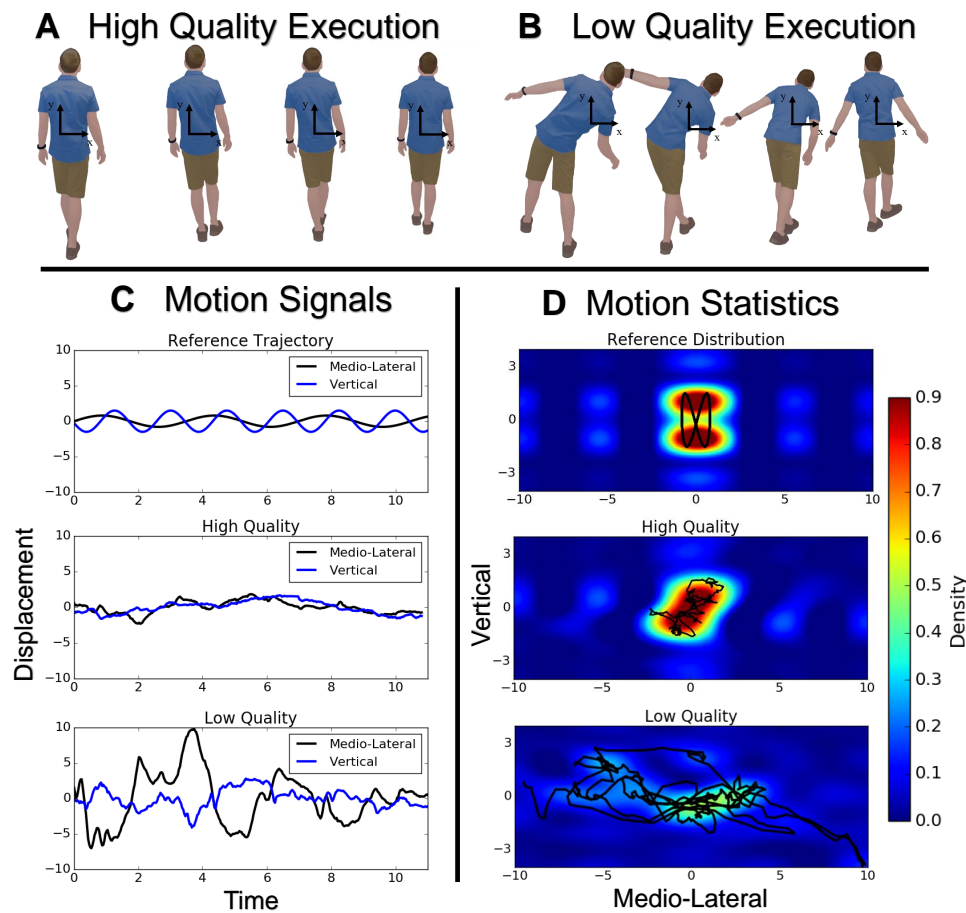 A High Quality Execution
B Low Quality Execution
y
x
y
x
y
x
y
x
y
x
y
x
y
x
y
x
C Motion Signals
Reference Trajectory
10
5
0
−5
−10
0 2 4 6 8 10
Medio-Lateral
Vertical
High Quality
10
5
0
−5
−10
0 2 4 6 8 10
Medio-Lateral
Vertical
Low Quality
10
5
0
−5
−10
0 2 4 6 8 10
Medio-Lateral
Vertical
Displacement
Time
D Motion Statistics
Reference Distribution
3
0
−3
−10 −5 0 5 10
High Quality
3
0
−3
−10 −5 0 5 10
Low Quality
3
0
−3
−10 −5 0 5 10
Vertical
Medio-Lateral
0.9
0.8
0.7
0.6
0.5
0.4
0.3
0.2
0.1
0.0
Density